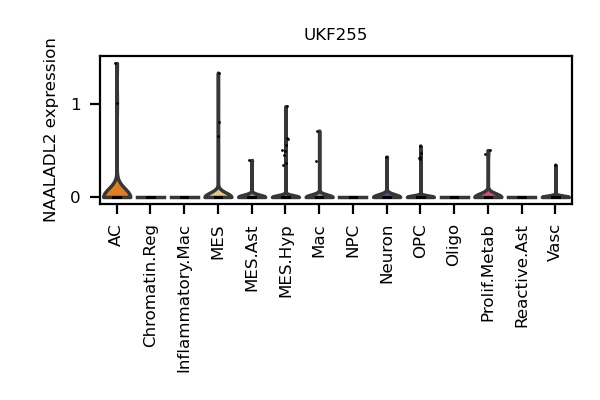 UKF255
NAALADL2 expression
1
0
AC
Chromatin.Reg
Inflammatory.Mac
MES
MES.Ast
MES.Hyp
Mac
NPC
Neuron
OPC
Oligo
Prolif.Metab
Reactive.Ast
Vasc